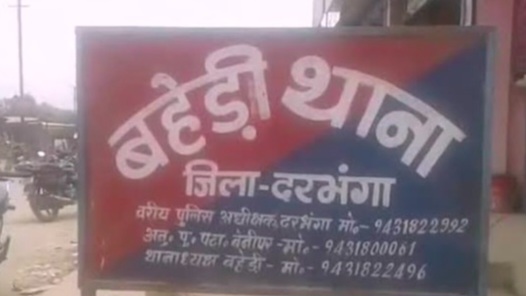 बहेड़ी थाना
जिला-दरभंगा
वरीय पुलिस अधीक्षक, दरभंगा मो०- 9431822992
अनु० पु० पदा० बेनीपुर-मो०- 9431800061
थानाध्यक्ष बहेड़ी- मो०- 9431822496